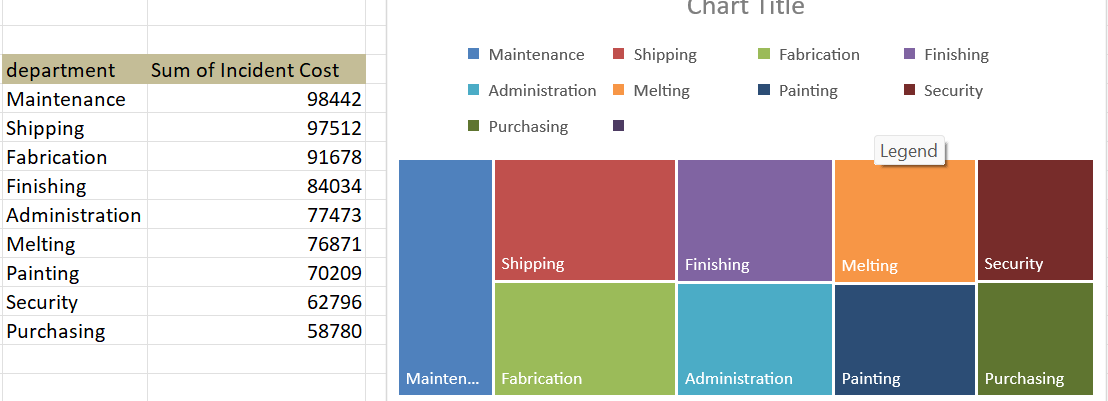 Chart Title
department Sum of Incident Cost
Maintenance 98442
Shipping 97512
Fabrication 91678
Finishing 84034
Administration 77473
Melting 76871
Painting 70209
Security 62796
Purchasing 58780
Maintenance Shipping Fabrication Finishing
Administration Melting Painting Security
Purchasing
Legend
Shipping Finishing Melting Security
Mainten... Fabrication Administration Painting Purchasing